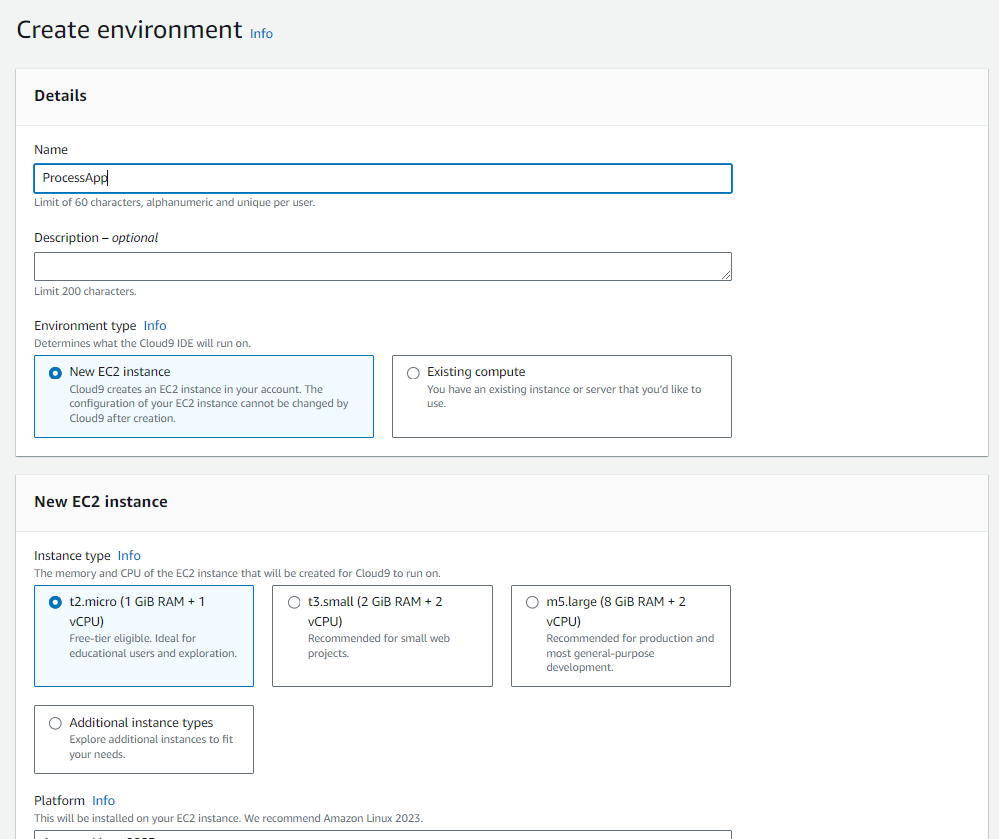 Create environment Info
Details
Name
ProcessApp
Limit of 60 characters, alphanumeric and unique per user.
Description – optional
Limit 200 characters.
Environment type Info
Determines what the Cloud9 IDE will run on.
New EC2 instance
Cloud9 creates an EC2 instance in your account. The
configuration of your EC2 instance cannot be changed by
Cloud9 after creation.
Existing compute
You have an existing instance or server that you'd like to
use.
New EC2 instance
Instance type Info
The memory and CPU of the EC2 instance that will be created for Cloud9 to run on.
t2.micro (1 GiB RAM + 1
vCPU)
Free-tier eligible. Ideal for
educational users and exploration.
t3.small (2 GiB RAM + 2
vCPU)
Recommended for small web
projects.
m5.large (8 GiB RAM + 2
vCPU)
Recommended for production and
most general-purpose
development.
Additional instance types
Explore additional instances to fit
your needs.
Platform Info
This will be installed on your EC2 instance. We recommend Amazon Linux 2023.